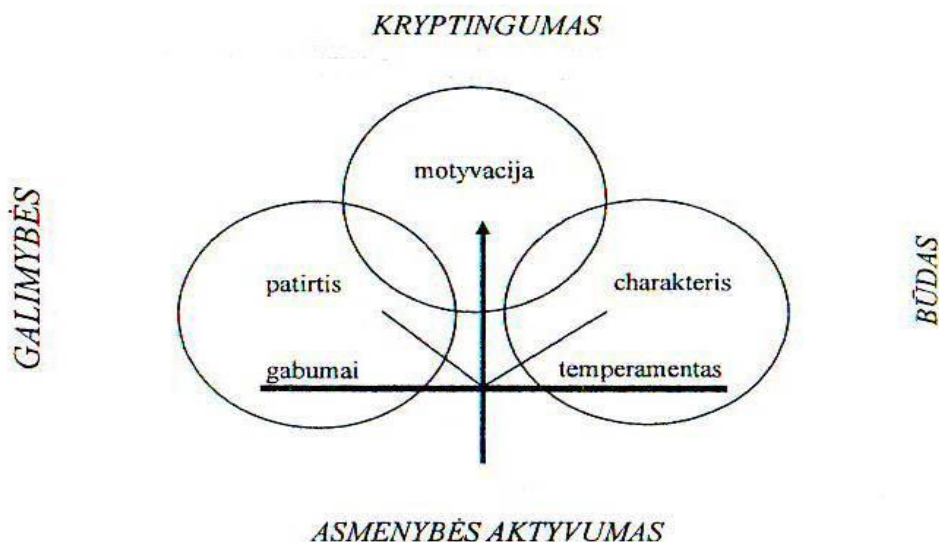 KRYPTINGUMAS
motyvacija
GALIMYBĖS
patirtis
charakteris
BŪDAS
gabumai
temperamentas
ASMENYBĖS AKTYVUMAS